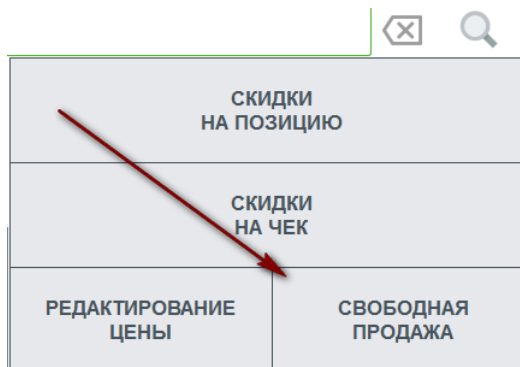 СКИДКИ
НА ПОЗИЦИЮ
СКИДКИ
НА ЧЕК
РЕДАКТИРОВАНИЕ
ЦЕНЫ
СВОБОДНАЯ
ПРОДАЖА